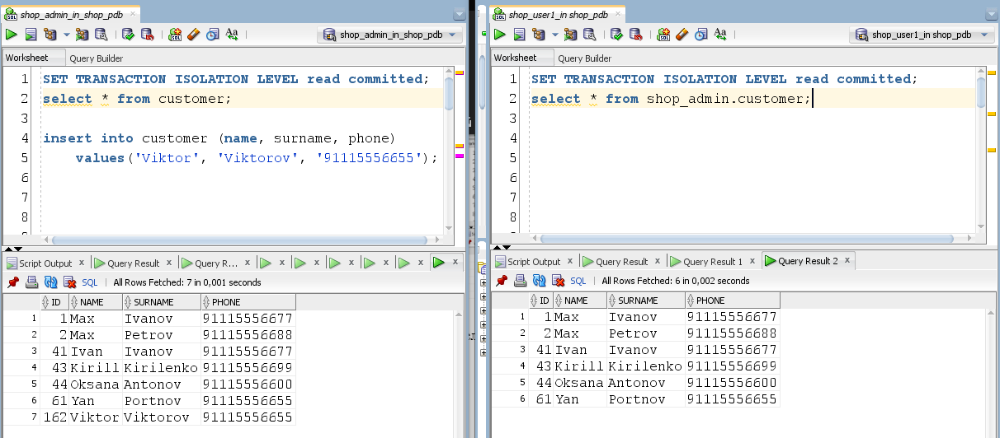 shop_admin_in_shop_pdb
shop_admin_in_shop_pdb
Worksheet Query Builder
1 SET TRANSACTION ISOLATION LEVEL read committed;
2 select * from customer;
3
4 insert into customer (name, surname, phone)
5 values('Viktor', 'Viktorov', '91115556655');
6
7
8
Script Output x Query Result x Query R... x x x x x x x
SQL All Rows Fetched: 7 in 0,001 seconds
ID NAME SURNAME PHONE
1 1 Max Ivanov 91115556677
2 2 Max Petrov 91115556688
3 41 Ivan Ivanov 91115556677
4 43 Kirill Kirilenko 91115556699
5 44 Oksana Antonov 91115556600
6 61 Yan Portnov 91115556655
7 162 Viktor Viktorov 91115556655
shop_user1_in shop_pdb
shop_user1_in shop_pdb
Worksheet Query Builder
1 SET TRANSACTION ISOLATION LEVEL read committed;
2 select * from shop_admin.customer;
3
4
5
6
7
8
Script Output x Query Result x Query Result 1 x Query Result 2 x
SQL All Rows Fetched: 6 in 0,002 seconds
ID NAME SURNAME PHONE
1 1 Max Ivanov 91115556677
2 2 Max Petrov 91115556688
3 41 Ivan Ivanov 91115556677
4 43 Kirill Kirilenko 91115556699
5 44 Oksana Antonov 91115556600
6 61 Yan Portnov 91115556655